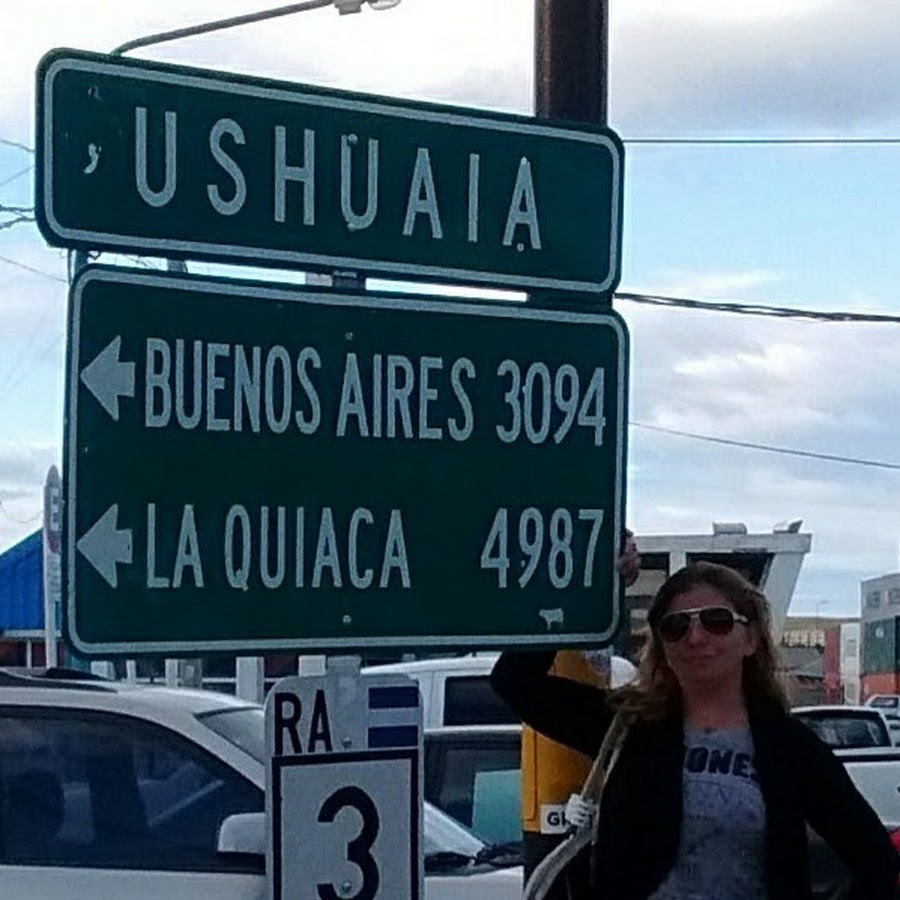 USHUAIA
BUENOS AIRES 3094
LA QUIACA 4987
RA
3